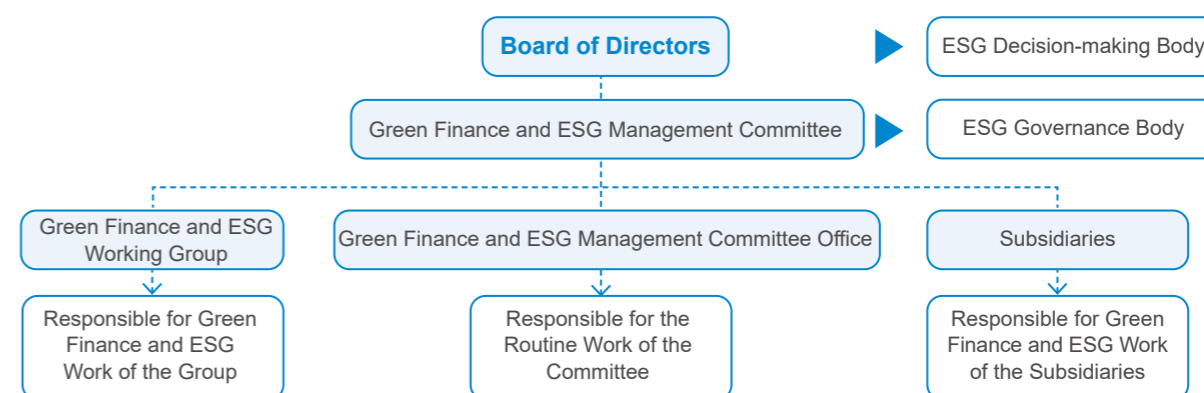 Board of Directors
ESG Decision-making Body
Green Finance and ESG Management Committee
ESG Governance Body
Green Finance and ESG
Working Group
Green Finance and ESG Management Committee Office
Subsidiaries
Responsible for Green
Finance and ESG
Work of the Group
Responsible for the
Routine Work of the
Committee
Responsible for Green
Finance and ESG Work
of the Subsidiaries